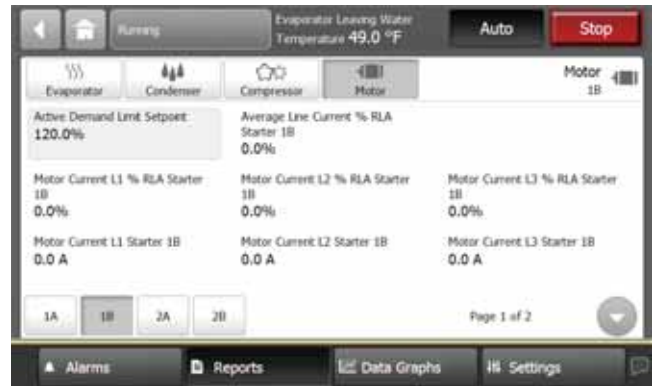 Running
Evaporator Leaving Water
Temperature 49.0 °F
Auto
Stop
Evaporator
Condenser
Compressor
Motor
Motor
1B
Active Demand Limit Setpoint
120.0%
Average Line Current % RLA
Starter 1B
0.0%
Motor Current L1 % RLA Starter
1B
0.0%
Motor Current L2 % RLA Starter
1B
0.0%
Motor Current L3 % RLA Starter
1B
0.0%
Motor Current L1 Starter 1B
0.0 A
Motor Current L2 Starter 1B
0.0 A
Motor Current L3 Starter 1B
0.0 A
1A
1B
2A
2B
Page 1 of 2
Alarms
Reports
Data Graphs
Settings